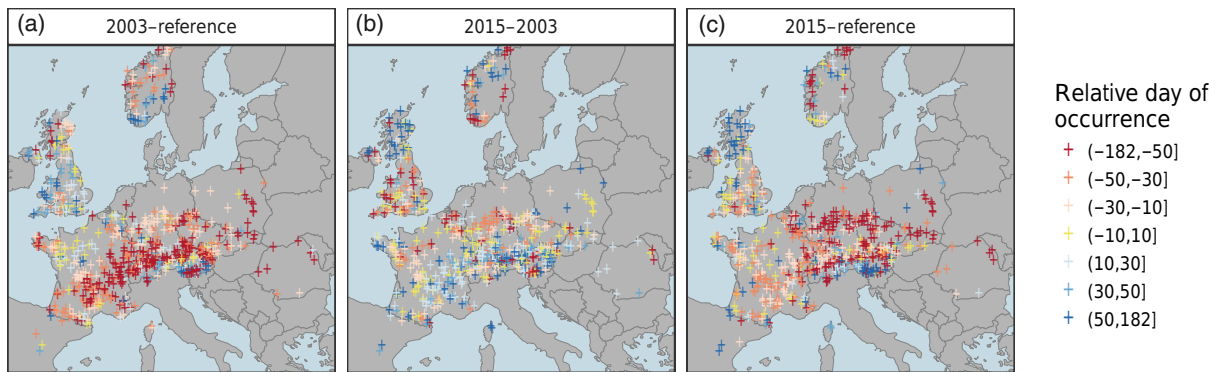 (a)
2003–reference
(b)
2015–2003
(c)
2015–reference
Relative day of
occurrence
(−182,−50]
(−50,−30]
(−30,−10]
(−10,10]
(10,30]
(30,50]
(50,182]